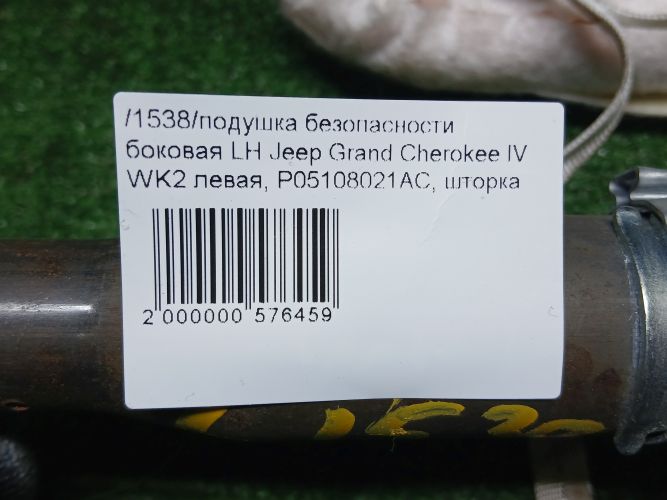 /1538/подушка безопасности
боковая LH Jeep Grand Cherokee IV
WK2 левая, P05108021AC, шторка
2 000000 576459